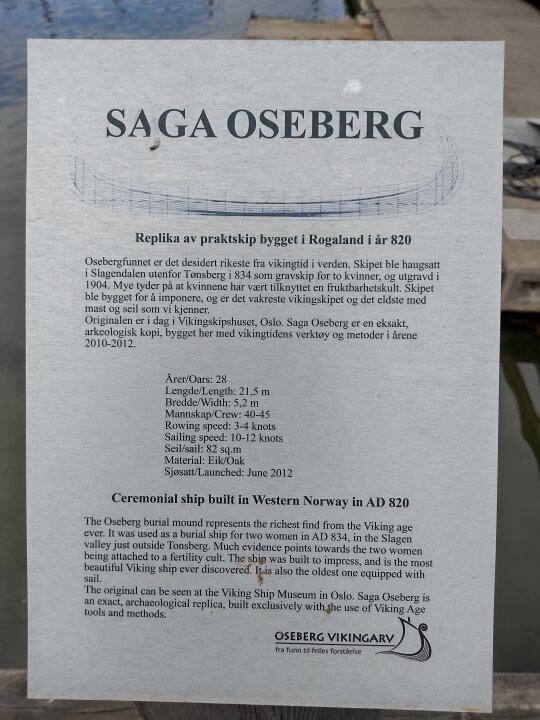 SAGA OSEBERG
Replika av praktskip bygget i Rogaland i år 820
Osebergfunnet er det desidert rikeste fra vikingtid i verden. Skipet ble haugsatt
i Slagendalen utenfor Tønsberg i 834 som gravskip for to kvinner, og utgravd i
1904. Mye tyder på at kvinnene har vært tilknyttet en fruktbarhetskult. Skipet
ble bygget for å imponere, og er det vakreste vikingskipet og det eldste med
mast og seil som vi kjenner.
Originalen er i dag i Vikingskipshuset, Oslo. Saga Oseberg er en eksakt,
arkeologisk kopi, bygget her med vikingtidens verktøy og metoder i årene
2010-2012.
Årer/Oars: 28
Lengde/Length: 21,5 m
Bredde/Width: 5,2 m
Mannskap/Crew: 40-45
Rowing speed: 3-4 knots
Sailing speed: 10-12 knots
Seil/sail: 82 sq.m
Material: Eik/Oak
Sjøsatt/Launched: June 2012
Ceremonial ship built in Western Norway in AD 820
The Oseberg burial mound represents the richest find from the Viking age
ever. It was used as a burial ship for two women in AD 834, in the Slagen
valley just outside Tonsberg. Much evidence points towards the two women
being attached to a fertility cult. The ship was built to impress, and is the most
beautiful Viking ship ever discovered. It is also the oldest one equipped with
sail.
The original can be seen at the Viking Ship Museum in Oslo. Saga Oseberg is
an exact, archaeological replica, built exclusively with the use of Viking Age
tools and methods.
OSEBERG VIKINGARV
fra funn til felles forståelse